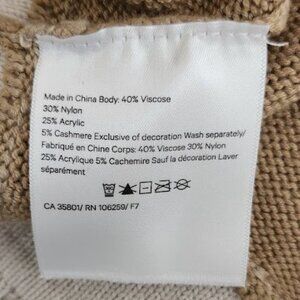 Made in China Body: 40% Viscose
30% Nylon
25% Acrylic
5% Cashmere Exclusive of decoration Wash separately/
Fabriqué en Chine Corps: 40% Viscose 30% Nylon
25% Acrylique 5% Cachemire Sauf la décoration Laver
séparément
CA 35801/ RN 106259/ F7